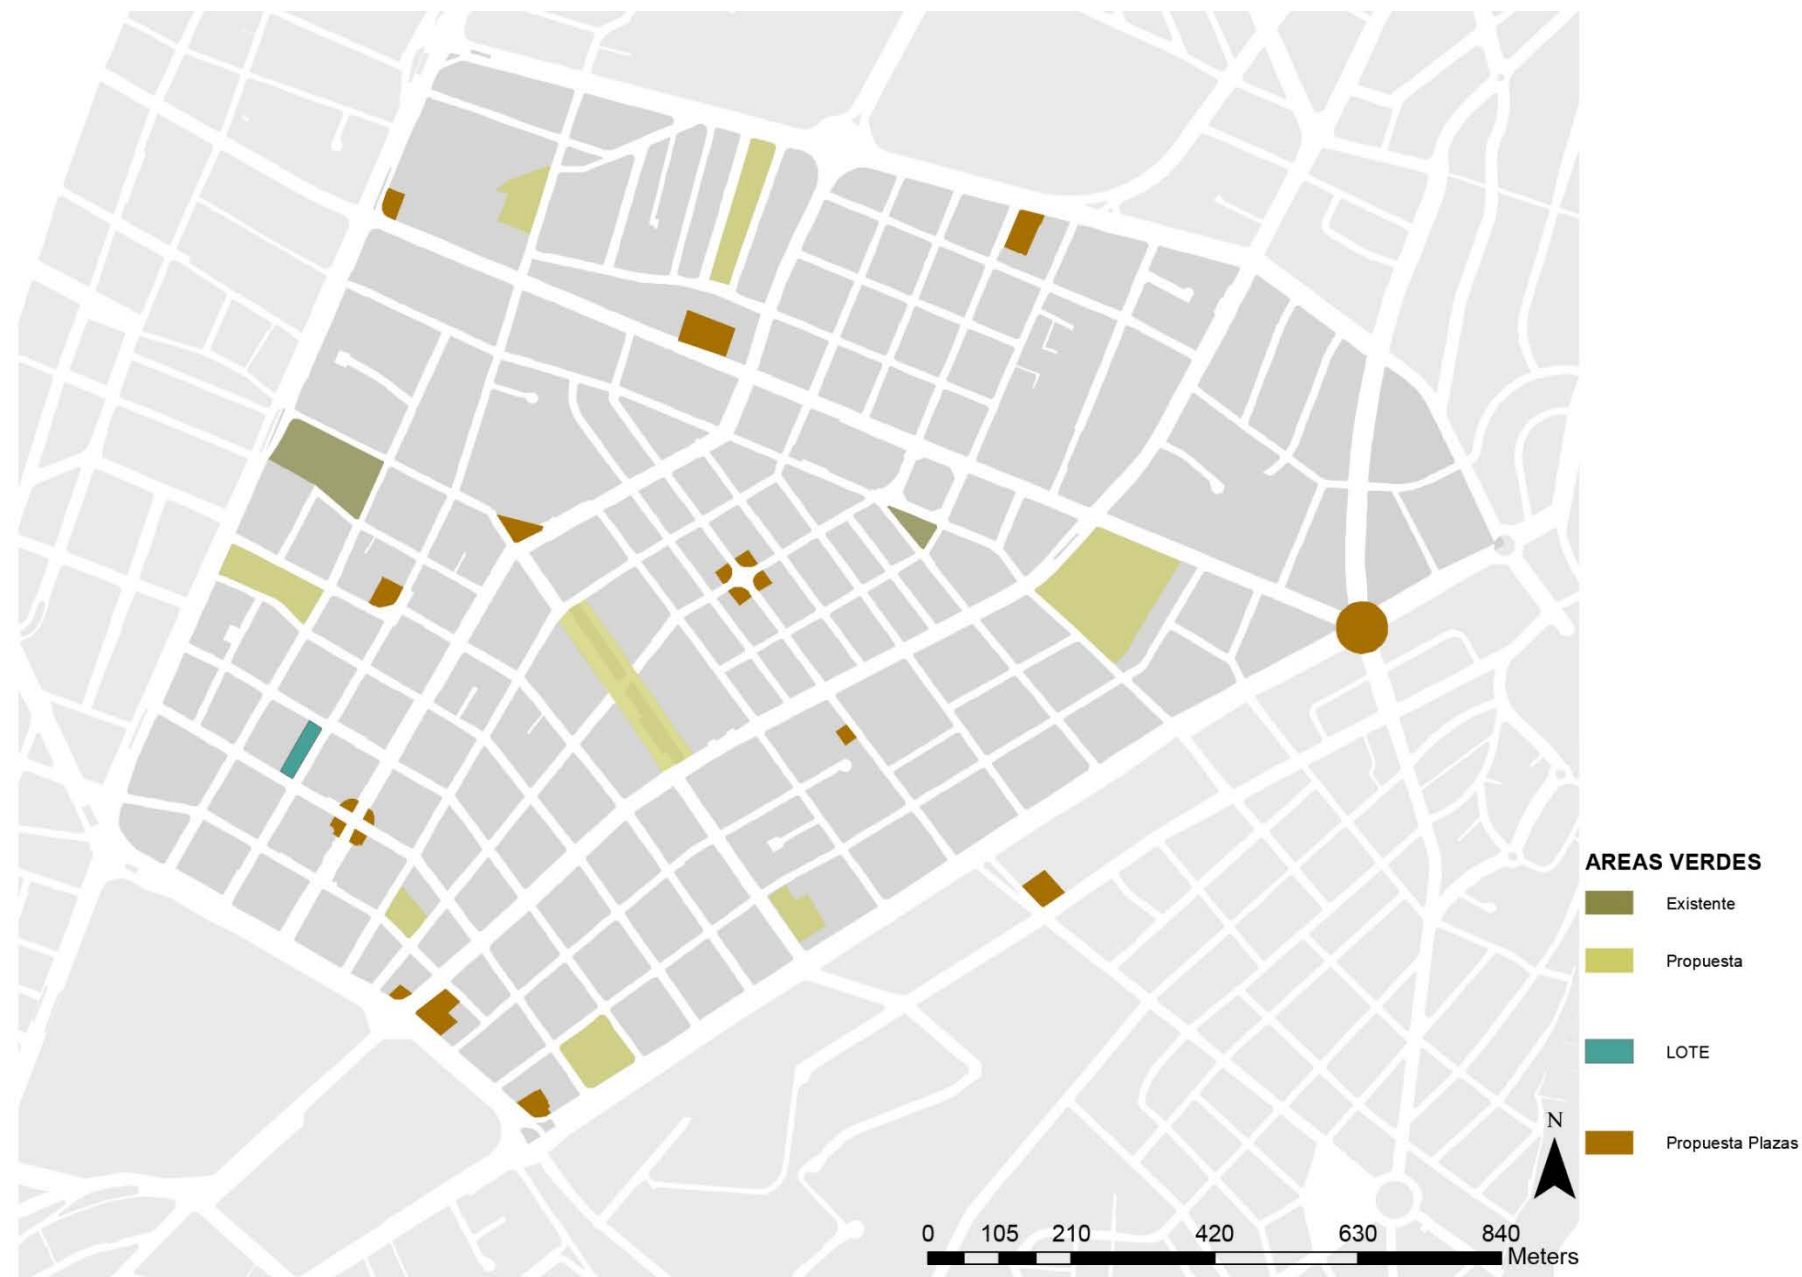 AREAS VERDES
Existente
Propuesta
LOTE
Propuesta Plazas
N
0 105 210 420 630 840
Meters